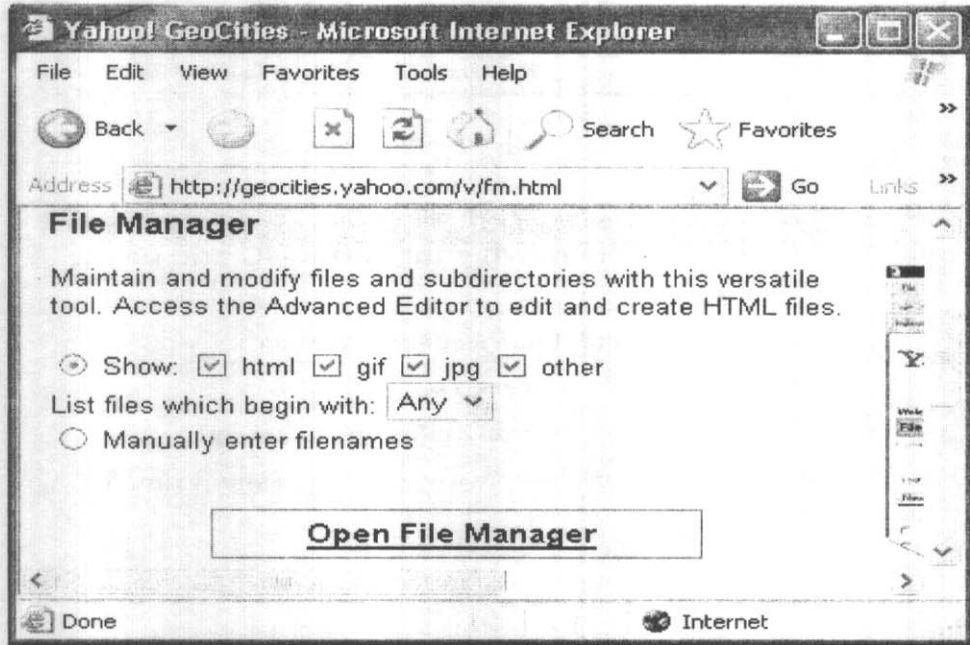 Yahoo! GeoCities - Microsoft Internet Explorer
File Edit View Favorites Tools Help
Back Search Favorites »
Address http://geocities.yahoo.com/v/fm.html Go Links »
File Manager
Maintain and modify files and subdirectories with this versatile
tool. Access the Advanced Editor to edit and create HTML files.
Show: html gif jpg other
List files which begin with: Any
Manually enter filenames
Open File Manager
Done Internet